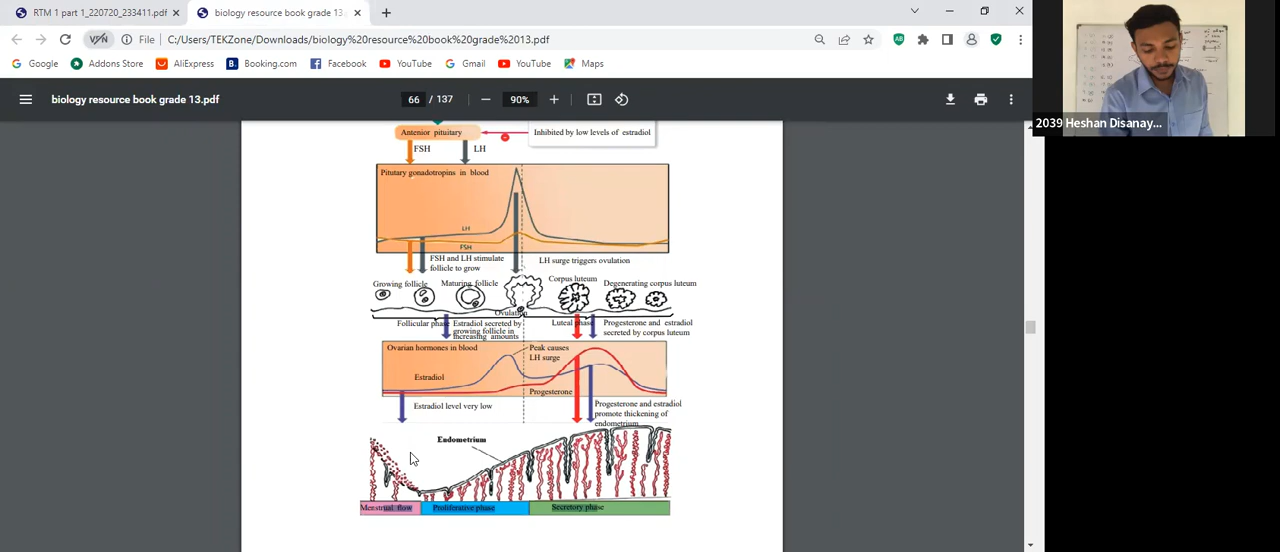 RTM 1 part 1_220720_233411.pdf
biology resource book grade 13.p
File
C:/Users/TEKZone/Downloads/biology%20resource%20book%20grade%2013.pdf
Google
Addons Store
AliExpress
Booking.com
Facebook
YouTube
Gmail
YouTube
Maps
biology resource book grade 13.pdf
66 / 137
90%
2039 Heshan Disanay...
Antenior pituitary
Inhibited by low levels of estradiol
FSH
LH
Pitutary gonadotropins in blood
LH
FSH
FSH and LH stimulate
follicle to grow
LH surge triggers ovulation
Growing follicle
Maturing follicle
Corpus luteum
Degenerating corpus luteum
Ovulation
Follicular phase
Estradiol secreted by
growing follicle in
increasing amounts
Luteal phase
Progesterone and estradiol
secreted by corpus luteum
Ovarian hormones in blood
Peak causes
LH surge
Estradiol
Progesterone
Estradiol level very low
Progesterone and estradiol
promote thickening of
endometrium
Endometrium
Menstrual flow
Proliferative phase
Secretory phase